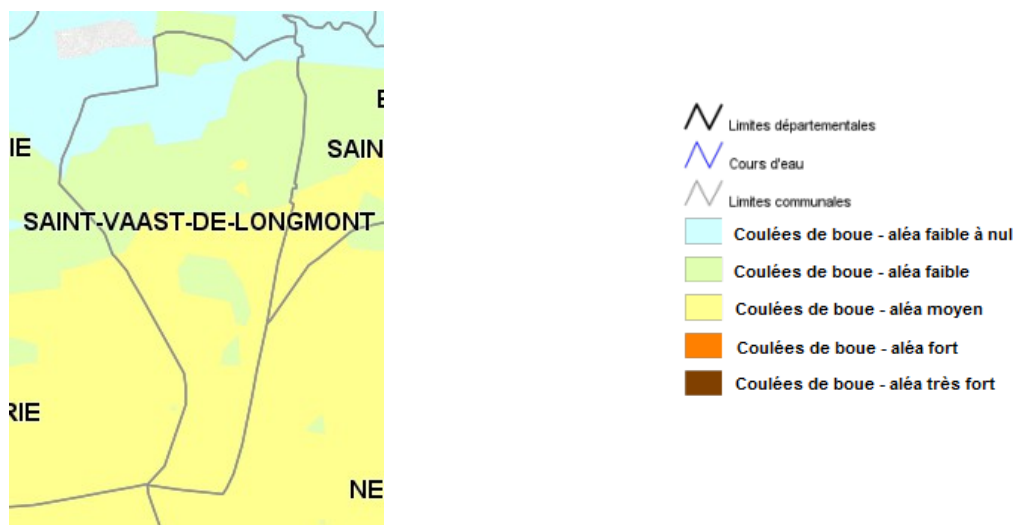 E
IE
SAIN
SAINT-VAAST-DE-LONGMONT
RIE
NE
Limites départementales
Cours d'eau
Limites communales
Coulées de boue - aléa faible à nul
Coulées de boue - aléa faible
Coulées de boue - aléa moyen
Coulées de boue - aléa fort
Coulées de boue - aléa très fort